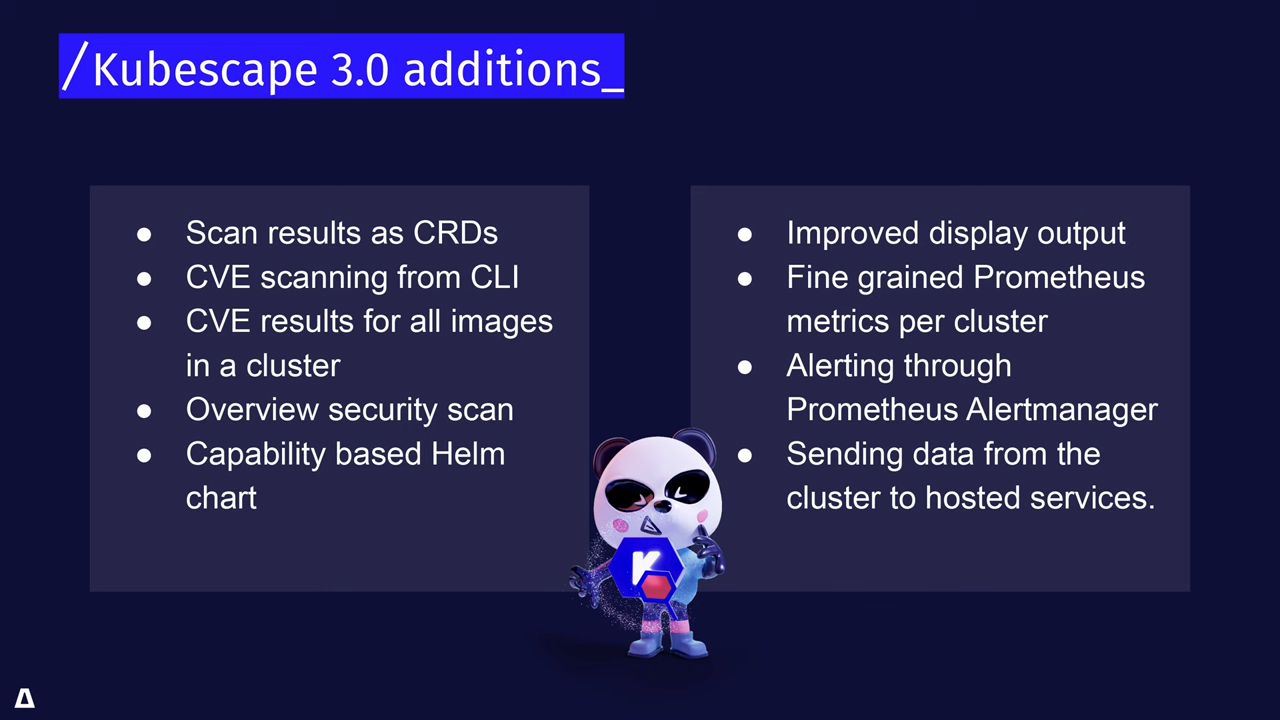 /Kubescape 3.0 additions_
● Scan results as CRDs
● CVE scanning from CLI
● CVE results for all images
in a cluster
● Overview security scan
● Capability based Helm
chart
● Improved display output
● Fine grained Prometheus
metrics per cluster
● Alerting through
Prometheus Alertmanager
● Sending data from the
cluster to hosted services.